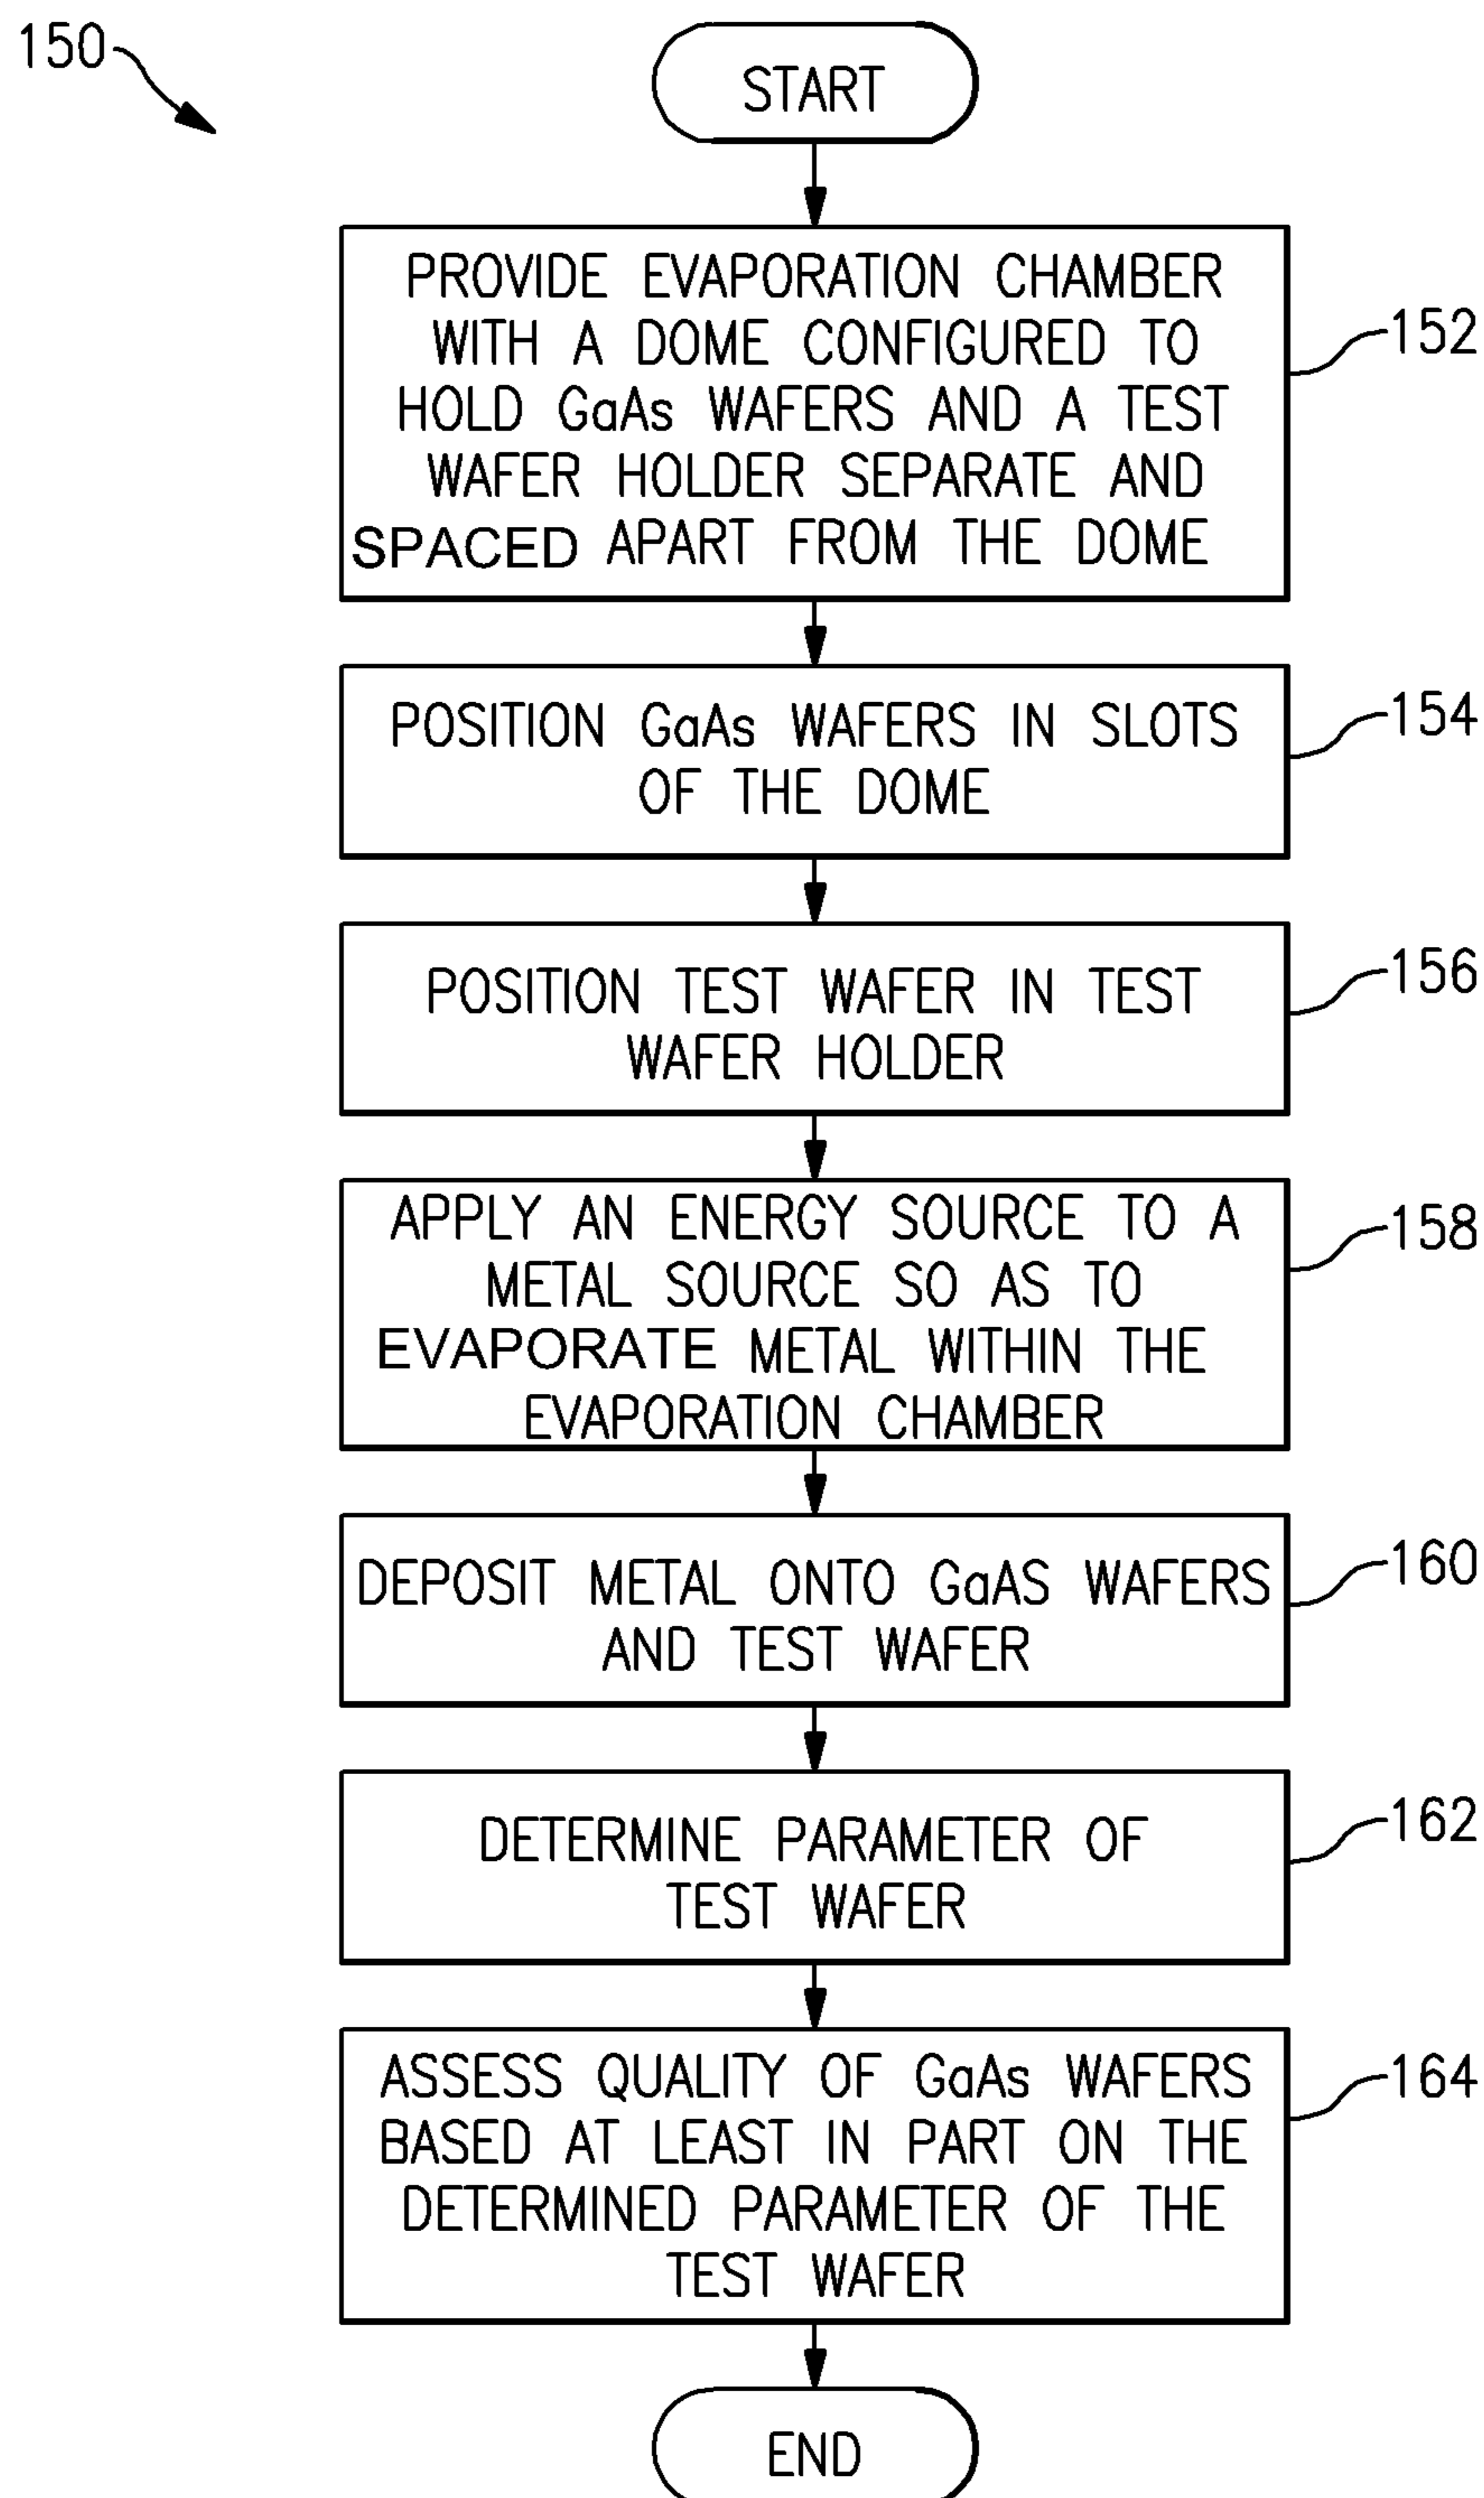 150
START
PROVIDE EVAPORATION CHAMBER
WITH A DOME CONFIGURED TO
HOLD GaAs WAFERS AND A TEST
WAFER HOLDER SEPARATE AND
SPACED APART FROM THE DOME
152
POSITION GaAs WAFERS IN SLOTS
OF THE DOME
154
POSITION TEST WAFER IN TEST
WAFER HOLDER
156
APPLY AN ENERGY SOURCE TO A
METAL SOURCE SO AS TO
EVAPORATE METAL WITHIN THE
EVAPORATION CHAMBER
158
DEPOSIT METAL ONTO GaAS WAFERS
AND TEST WAFER
160
DETERMINE PARAMETER OF
TEST WAFER
162
ASSESS QUALITY OF GaAs WAFERS
BASED AT LEAST IN PART ON THE
DETERMINED PARAMETER OF THE
TEST WAFER
164
END